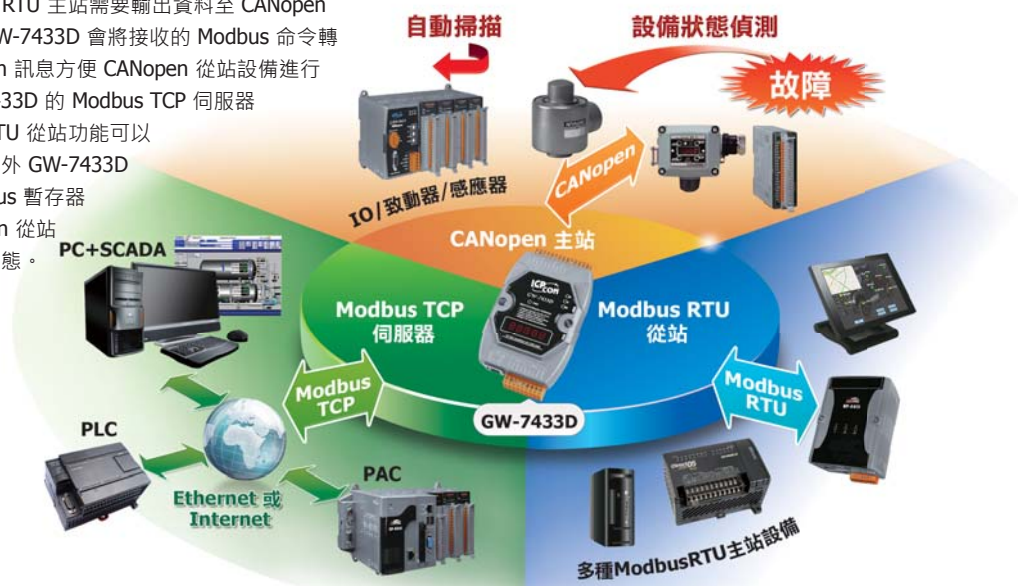 RTU 主站需要輸出資料至 CANopen
W-7433D 會將接收的 Modbus 命令轉
訊息方便 CANopen 從站設備進行
33D 的 Modbus TCP 伺服器
TU 從站功能可以
外 GW-7433D
us 暫存器
從站
態。
自動掃描
設備狀態偵測
故障
CANopen
IO/致動器/感應器
CANopen 主站
PC+SCADA
Modbus TCP
伺服器
ICP
CON
Modbus RTU
從站
Modbus
TCP
Modbus
RTU
GW-7433D
PLC
Ethernet 或
Internet
PAC
多種ModbusRTU主站設備